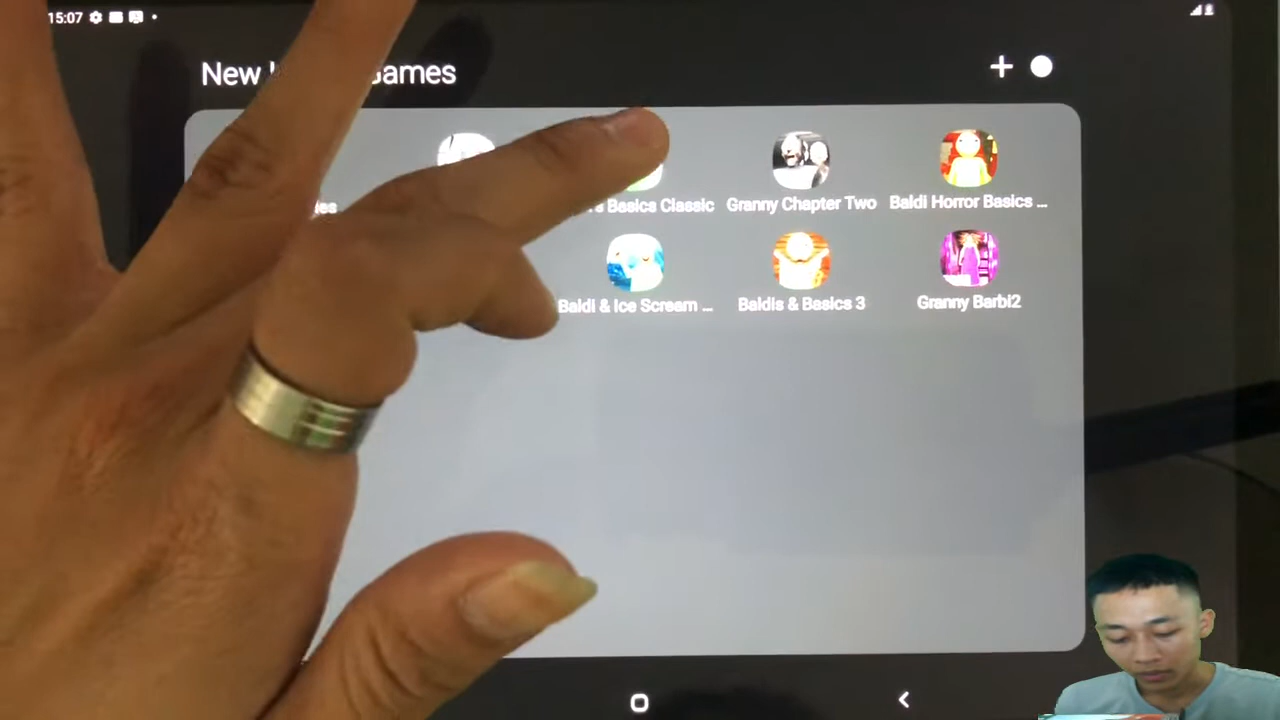 15:07
New Games
Basics Classic
Granny Chapter Two
Baldi Horror Basics ...
Baldi & Ice Scream ...
Baldis & Basics 3
Granny Barbi2